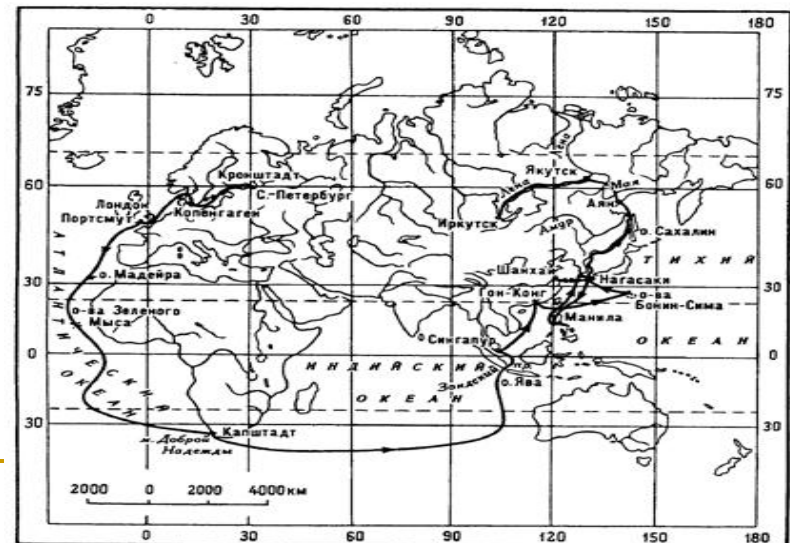 0 30 60 90 120 150 180
75 75
Кронштадт
Якутск
Лена
Мая
60 60
С.-Петербург
Лондон
Копенгаген
Портсмут
Аян
Иркутск
Амур
о. Сахалин
АТЛАНТИЧЕСКИЙ ОКЕАН
ТИХИЙ ОКЕАН
о. Мадейра
Шанхай
Нагасаки
30 30
Гон-Конг
о-ва Бонин-Сима
о-ва Зеленого Мыса
Манила
Сингапур
0 0
ИНДИЙСКИЙ ОКЕАН
Зондский пр.
о. Ява
30 30
Капштадт
м. Доброй Надежды
2000 0 2000 4000 км
0 30 60 90 120 150 180